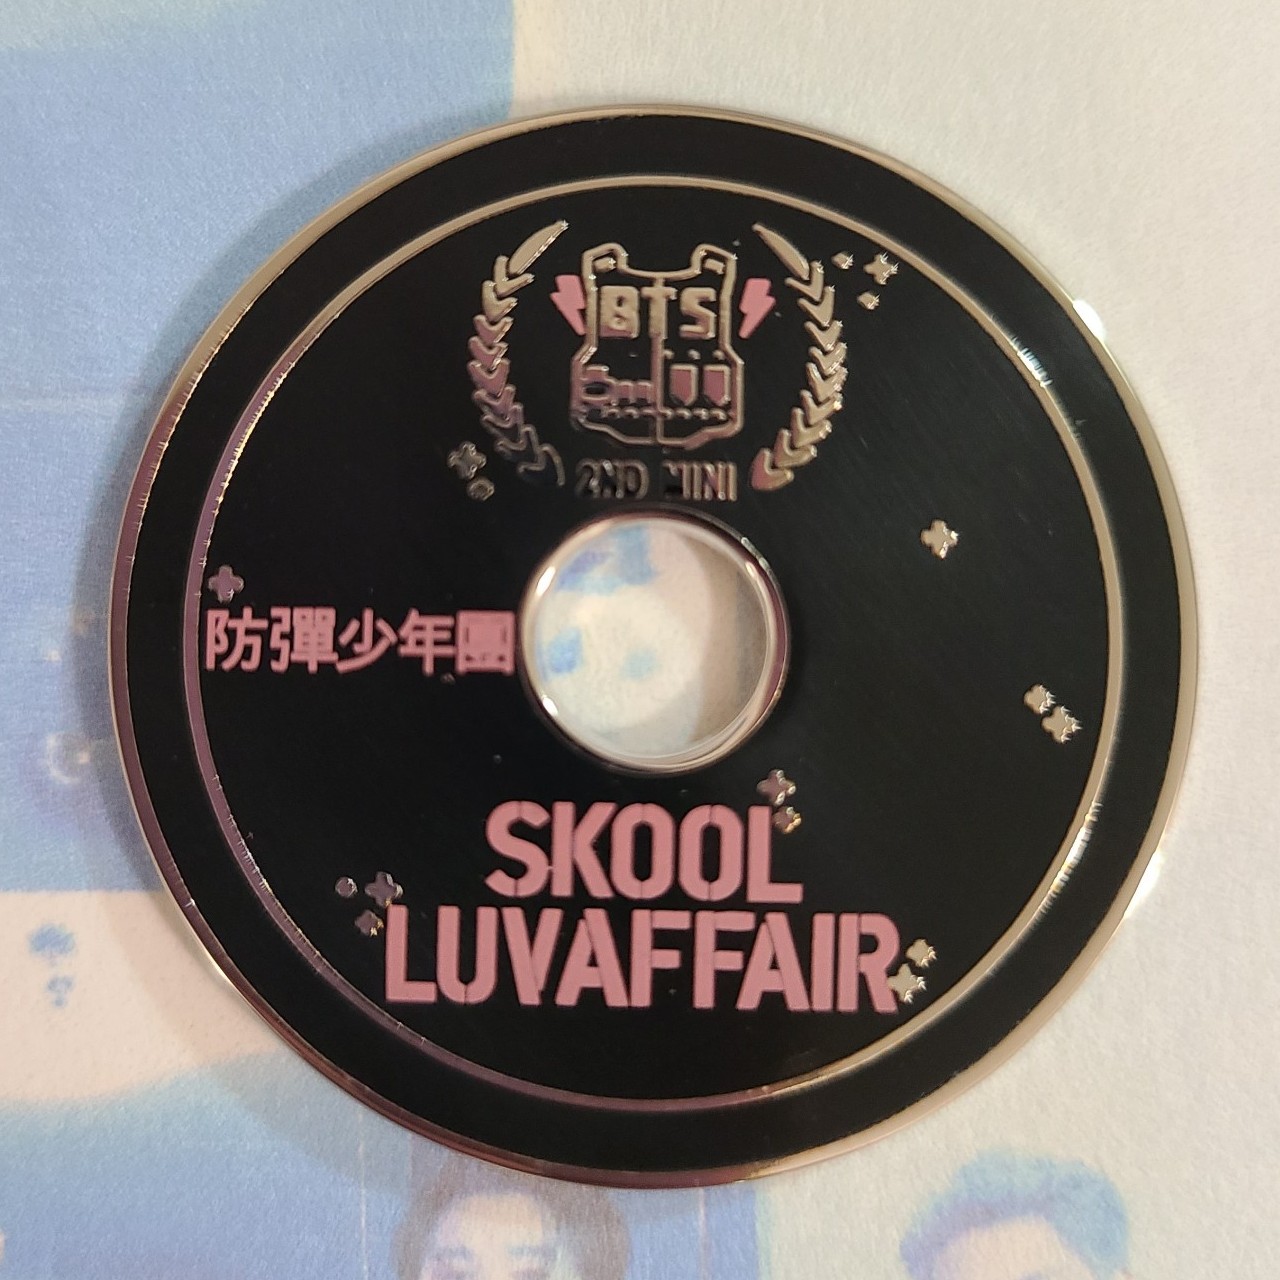 BTS
2ND MINI
防彈少年團
SKOOL
LUVAFFAIR